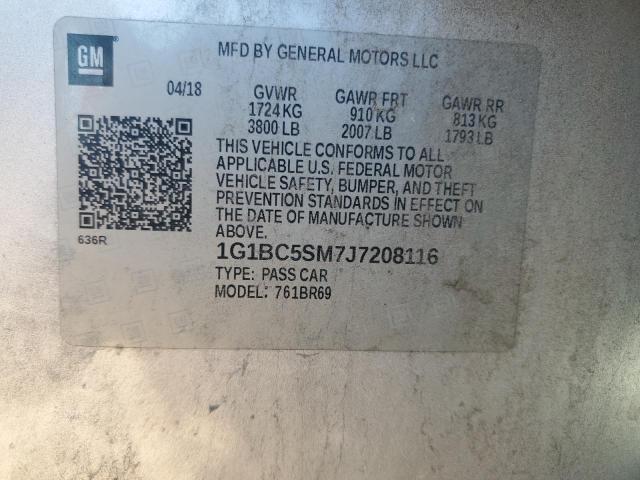 GM
MFD BY GENERAL MOTORS LLC
04/18 GVWR GAWR FRT GAWR RR
1724 KG 910 KG 813 KG
3800 LB 2007 LB 1793 LB
THIS VEHICLE CONFORMS TO ALL
APPLICABLE U.S. FEDERAL MOTOR
VEHICLE SAFETY, BUMPER, AND THEFT
PREVENTION STANDARDS IN EFFECT ON
THE DATE OF MANUFACTURE SHOWN
ABOVE.
636R
1G1BC5SM7J7208116
TYPE: PASS CAR
MODEL: 761BR69